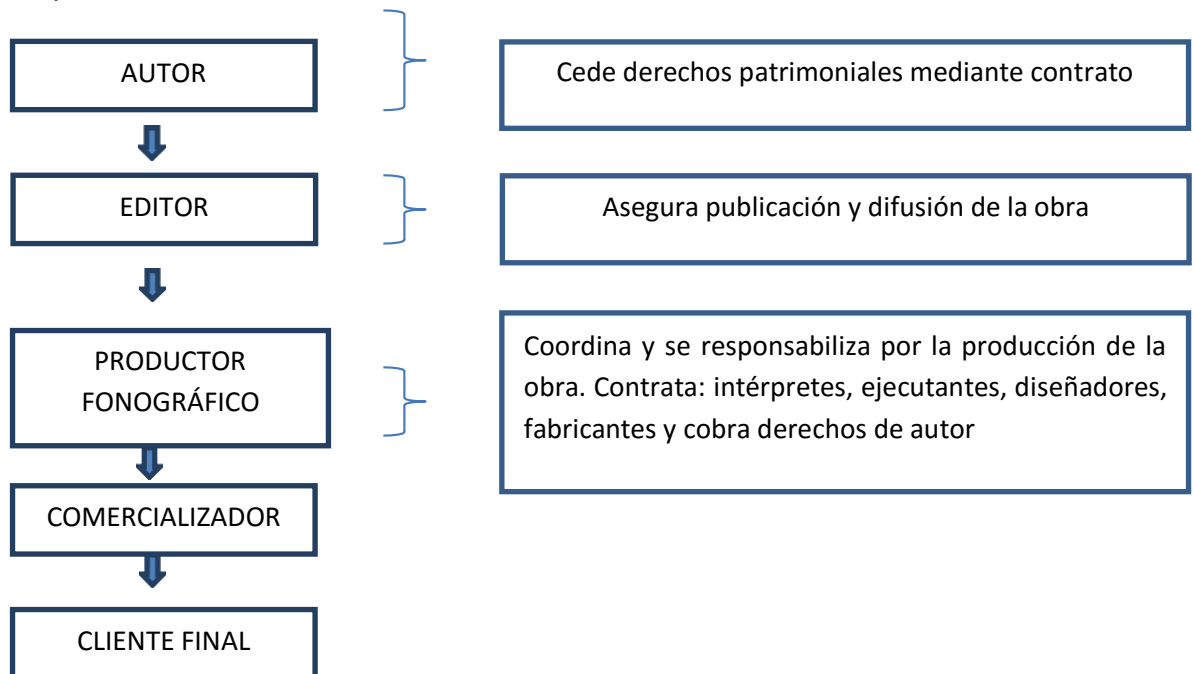 AUTOR
Cede derechos patrimoniales mediante contrato
EDITOR
Asegura publicación y difusión de la obra
PRODUCTOR
FONOGRÁFICO
Coordina y se responsabiliza por la producción de la
obra. Contrata: intérpretes, ejecutantes, diseñadores,
fabricantes y cobra derechos de autor
COMERCIALIZADOR
CLIENTE FINAL